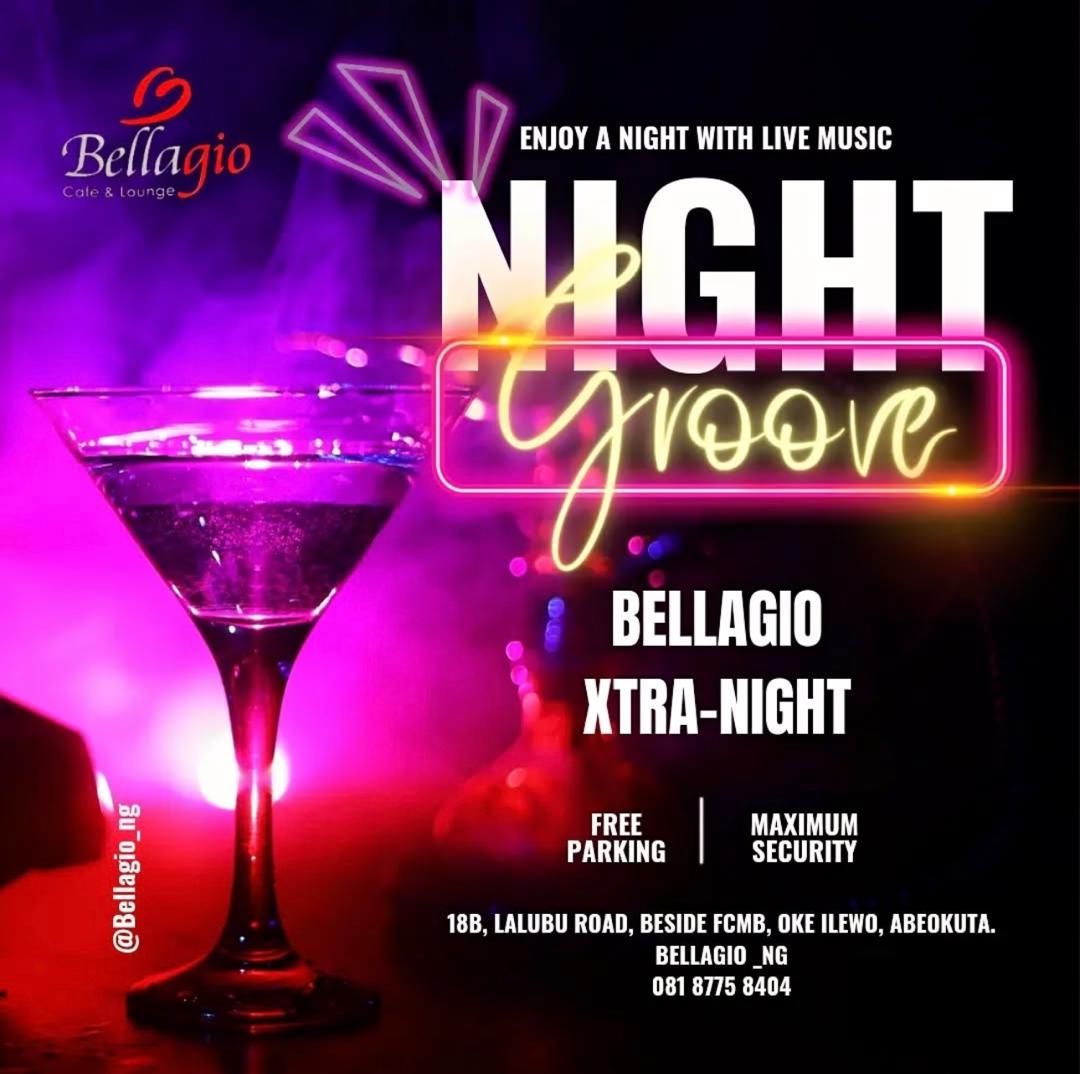 Bellagio
Café & Lounge
ENJOY A NIGHT WITH LIVE MUSIC
NIGHT
Groove
BELLAGIO
XTRA-NIGHT
FREE
PARKING
MAXIMUM
SECURITY
@Bellagio_ng
18B, LALUBU ROAD, BESIDE FCMB, OKE ILEWO, ABEOKUTA.
BELLAGIO _NG
081 8775 8404